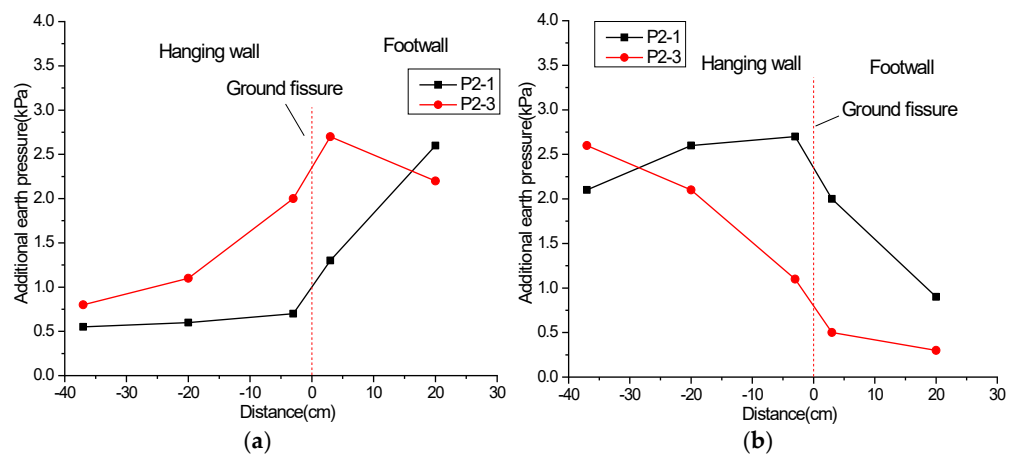 4.0
3.5
3.0
2.5
2.0
1.5
1.0
0.5
0.0
Additional earth pressure(kPa)
Hanging wall
Footwall
Ground fissure
P2-1
P2-3
-40 -30 -20 -10 0 10 20 30
Distance(cm)
(a)
4.0
3.5
3.0
2.5
2.0
1.5
1.0
0.5
0.0
Additional earth pressure(kPa)
P2-1
P2-3
Hanging wall
Footwall
Ground fissure
-40 -30 -20 -10 0 10 20 30
Distance(cm)
(b)